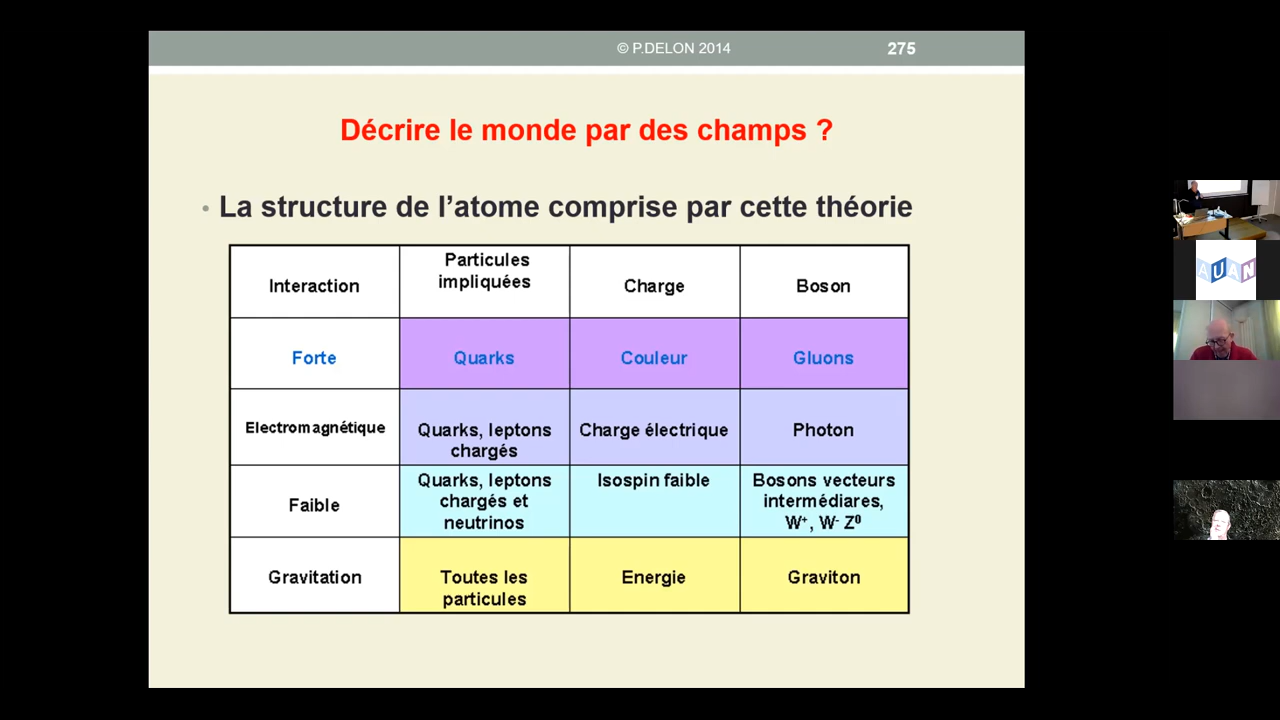 © P.DELON 2014
275
Décrire le monde par des champs ?
• La structure de l'atome comprise par cette théorie
Interaction
Particules
impliquées
Charge
Boson
Forte
Quarks
Couleur
Gluons
Electromagnétique
Quarks, leptons
chargés
Charge électrique
Photon
Faible
Quarks, leptons
chargés et
neutrinos
Isospin faible
Bosons vecteurs
intermédiares,
W⁺, W⁻ Z⁰
Gravitation
Toutes les
particules
Energie
Graviton
AUAN